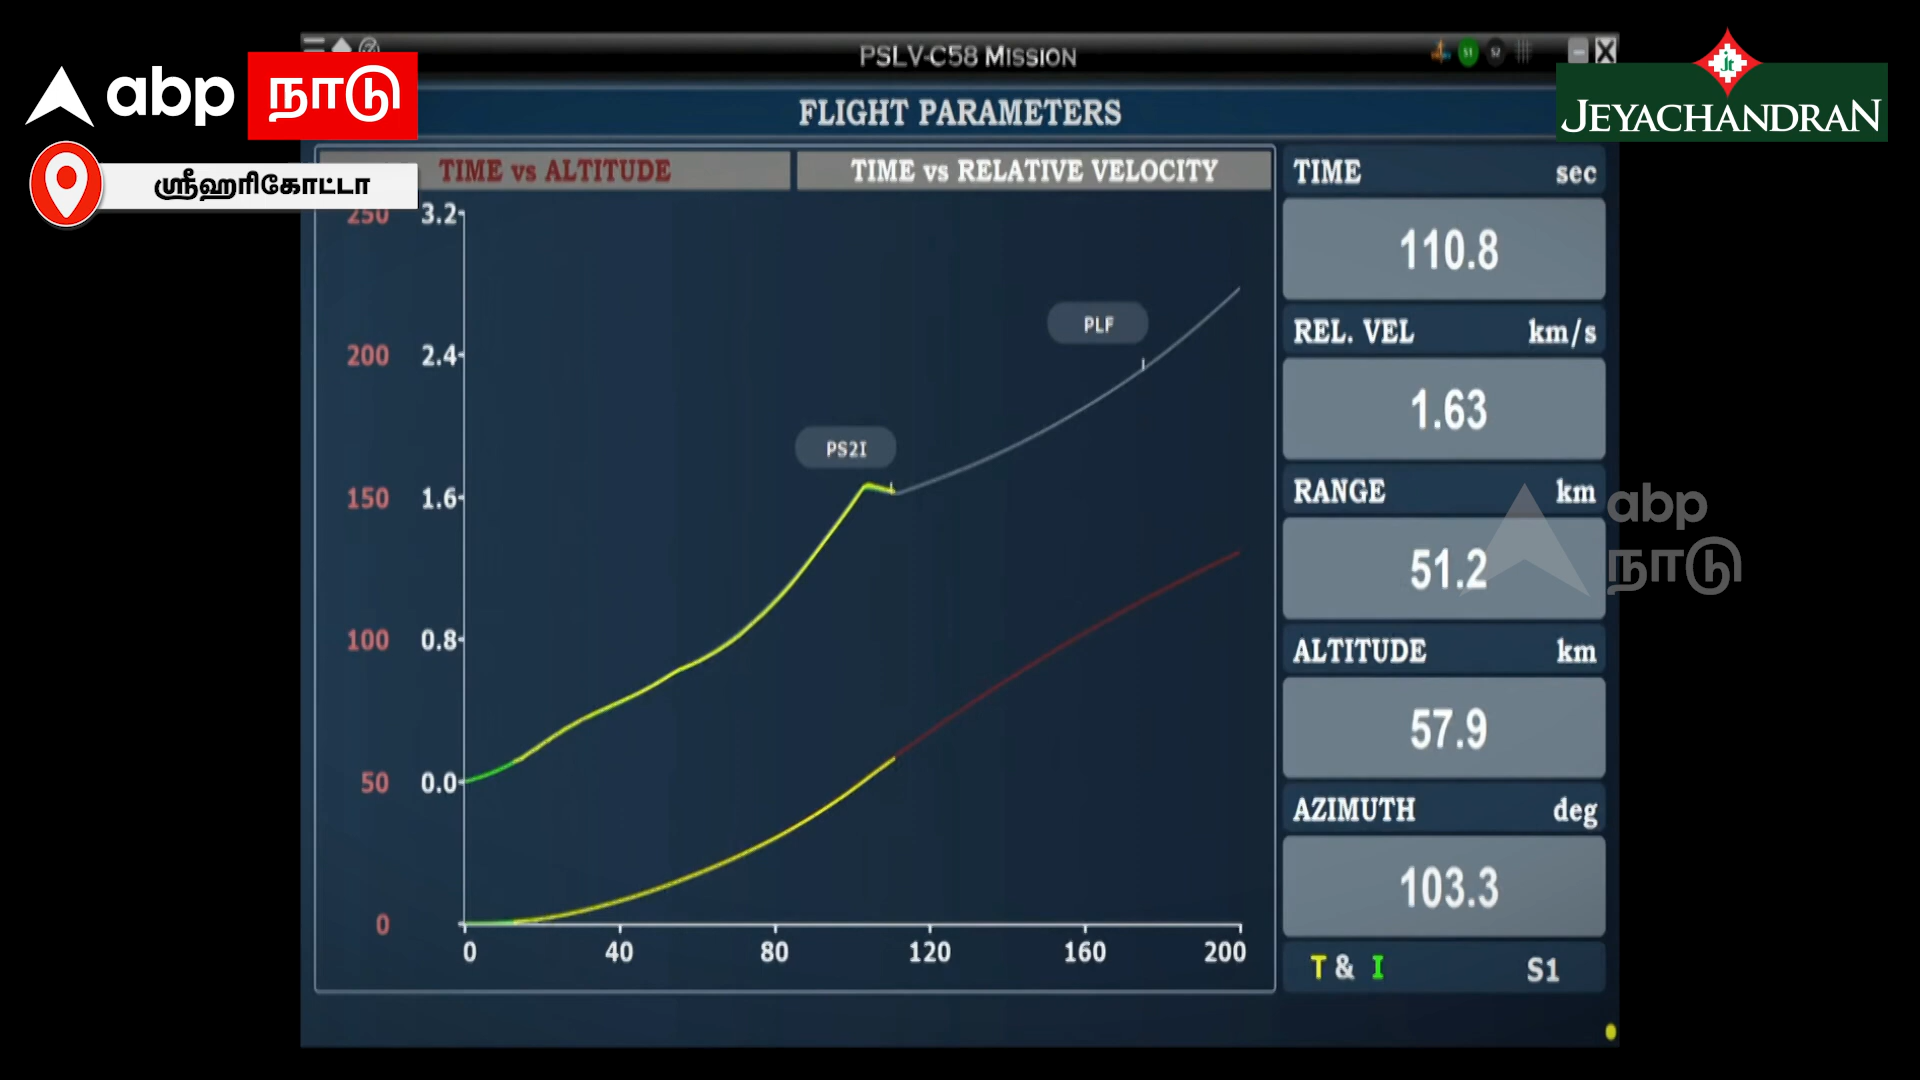 PSLV-C58 MISSION
abp நாடு
Jt
JEYACHANDRAN
FLIGHT PARAMETERS
ஸ்ரீஹரிகோட்டா
TIME vs ALTITUDE
TIME vs RELATIVE VELOCITY
250 3.2
200 2.4
150 1.6
100 0.8
50 0.0
0
0 40 80 120 160 200
PLF
PS2I
TIME sec
110.8
REL. VEL km/s
1.63
RANGE km
51.2
ALTITUDE km
57.9
AZIMUTH deg
103.3
T & I S1
abp
நாடு